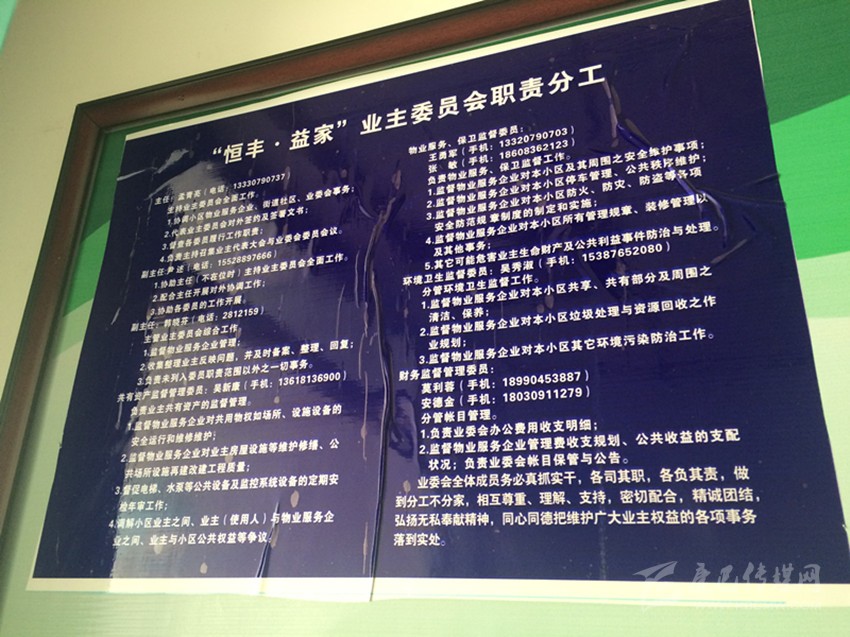 “恒丰·益家”业主委员会职责分工
主任：孟青亮（电话：13330790737）
主持业主委员会全面工作。
1.协调小区物业服务企业、街道社区、业委会事务；
2.代表业主委员会对外签约及签署文书；
3.督查各委员履行工作职责；
4.负责主持召集业主代表大会与业委会委员会议。
副主任：述（电话：15528897666）
1.协助主任（不在位时）主持业主委员会全面工作。
2.配合主任开展对外协调工作；
3.协助各委员的工作开展。
副主任：韩晓芬（电话：2812159）
主管业主委员会综合工作
1.监督物业服务企业管理；
2.收集整理业主反映问题，并及时备案、整理、回复；
3.负责未列入委员职责范围以外之一切事务。
共有资产监督管理委员：吴新康（手机：13618136900）
负责业主共有资产的监督管理。
1.监督物业服务企业对共用物权如场所、设施设备的
安全运行和维修维护；
2.监督物业服务企业对业主房屋设施等维护修缮、公
共场所设施再建改建工程质量；
3.督促电梯、水泵等公共设备及监控系统设备的定期安
检年审工作；
4.调解小区业主之间、业主（使用人）与物业服务企
业之间、业主与小区公共权益等争议。
物业服务、保卫监督委员：
王勇军（手机：13320790703）
张 敏（手机：18608362123）
负责物业服务、保卫监督工作。
1.监督物业服务企业对本小区及其周围之安全维护事项；
2.监督物业服务企业对本小区停车管理、公共秩序维护；
3.监督物业服务企业对本小区防火、防灾、防盗等各项
安全防范规章制度的制定和实施；
4.监督物业服务企业对本小区所有管理规章、装修管理以
及其他事务；
5.其它可能危害业主生命财产及公共利益事件防治与处理。
环境卫生监督委员：吴秀淑（手机：15387652080）
分管环境卫生监督工作。
1.监督物业服务企业对本小区共享、共有部分及周围之
清洁、保养；
2.监督物业服务企业对本小区垃圾处理与资源回收之作
业规划；
3.监督物业服务企业对本小区其它环境污染防治工作。
财务监督管理委员：
莫利蓉（手机：18990453887）
安德金（手机：18030911279）
分管帐目管理。
1.负责业委会办公费用收支明细；
2.监督物业服务企业管理费收支规划、公共收益的支配
状况；负责业委会帐目保管与公告。
业委会全体成员务必真抓实干，各司其职，各负其责，做
到分工不分家，相互尊重、理解、支持，密切配合，精诚团结，
弘扬无私奉献精神，同心同德把维护广大业主权益的各项事务
落到实处。